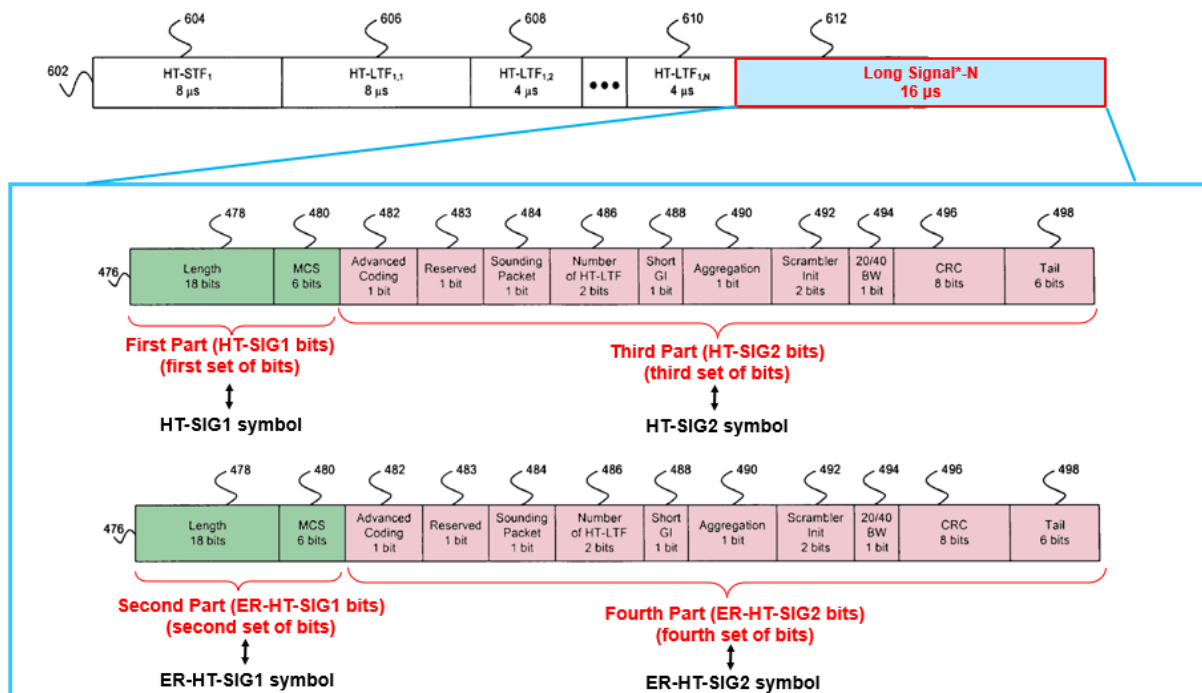 604 606 608 610 612
602
HT-STF1 HT-LTF1,1 HT-LTF1,2 ●●● HT-LTF1,N Long Signal*-N
8 µs 8 µs 4 µs 4 µs 16 µs
478 480 482 483 484 486 488 490 492 494 496 498
476
Length MCS Advanced Coding Reserved Sounding Packet Number of HT-LTF Short GI Aggregation Scrambler Init 20/40 BW CRC Tail
18 bits 6 bits 1 bit 1 bit 1 bit 2 bits 1 bit 1 bit 2 bits 1 bit 8 bits 6 bits
First Part (HT-SIG1 bits) Third Part (HT-SIG2 bits)
(first set of bits) (third set of bits)
HT-SIG1 symbol HT-SIG2 symbol
478 480 482 483 484 486 488 490 492 494 496 498
476
Length MCS Advanced Coding Reserved Sounding Packet Number of HT-LTF Short GI Aggregation Scrambler Init 20/40 BW CRC Tail
18 bits 6 bits 1 bit 1 bit 1 bit 2 bits 1 bit 1 bit 2 bits 1 bit 8 bits 6 bits
Second Part (ER-HT-SIG1 bits) Fourth Part (ER-HT-SIG2 bits)
(second set of bits) (fourth set of bits)
ER-HT-SIG1 symbol ER-HT-SIG2 symbol